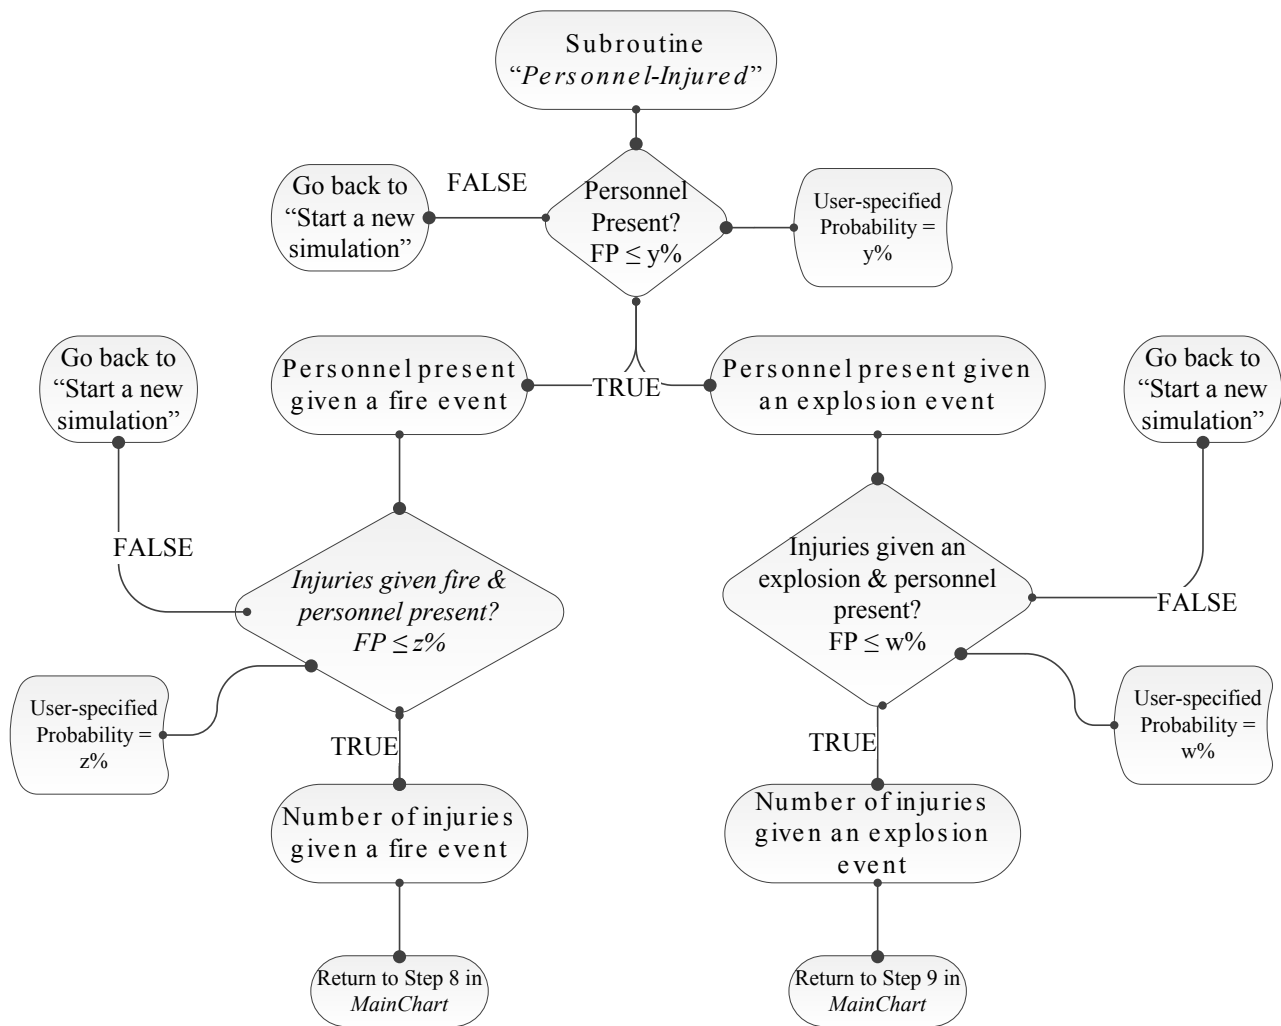 Subroutine
“Personnel-Injured”
FALSE
Go back to
“Start a new
simulation”
Personnel
Present?
FP ≤ y%
User-specified
Probability =
y%
Go back to
“Start a new
simulation”
Personnel present
given a fire event
TRUE
Personnel present given
an explosion event
Go back to
“Start a new
simulation”
FALSE
Injuries given fire &
personnel present?
FP ≤ z%
Injuries given an
explosion & personnel
present?
FP ≤ w%
FALSE
User-specified
Probability =
z%
User-specified
Probability =
w%
TRUE
TRUE
Number of injuries
given a fire event
Number of injuries
given an explosion
event
Return to Step 8 in
MainChart
Return to Step 9 in
MainChart